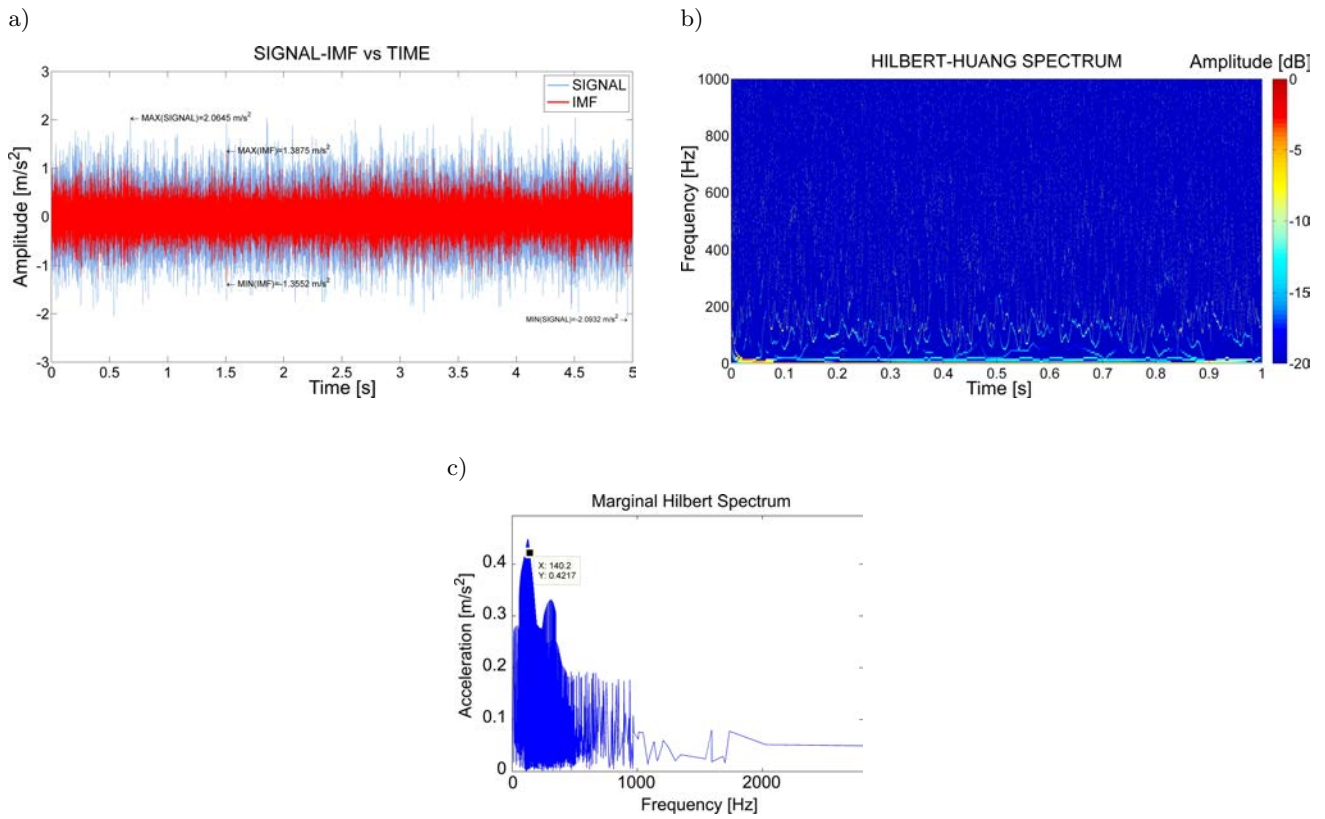 a)
SIGNAL-IMF vs TIME
Amplitude [m/s²]
3
2
1
0
-1
-2
-3
SIGNAL
IMF
← MAX(SIGNAL)=2.0645 m/s²
← MAX(IMF)=1.3875 m/s²
← MIN(IMF)=-1.3552 m/s²
MIN(SIGNAL)=-2.0932 m/s² →
0 0.5 1 1.5 2 2.5 3 3.5 4 4.5 5
Time [s]
b)
HILBERT-HUANG SPECTRUM
Amplitude [dB]
Frequency [Hz]
1000
800
600
400
200
0
0 0.1 0.2 0.3 0.4 0.5 0.6 0.7 0.8 0.9 1
Time [s]
0
-5
-10
-15
-20
c)
Marginal Hilbert Spectrum
Acceleration [m/s²]
0.4
0.3
0.2
0.1
0
X: 140.2
Y: 0.4217
0 1000 2000
Frequency [Hz]